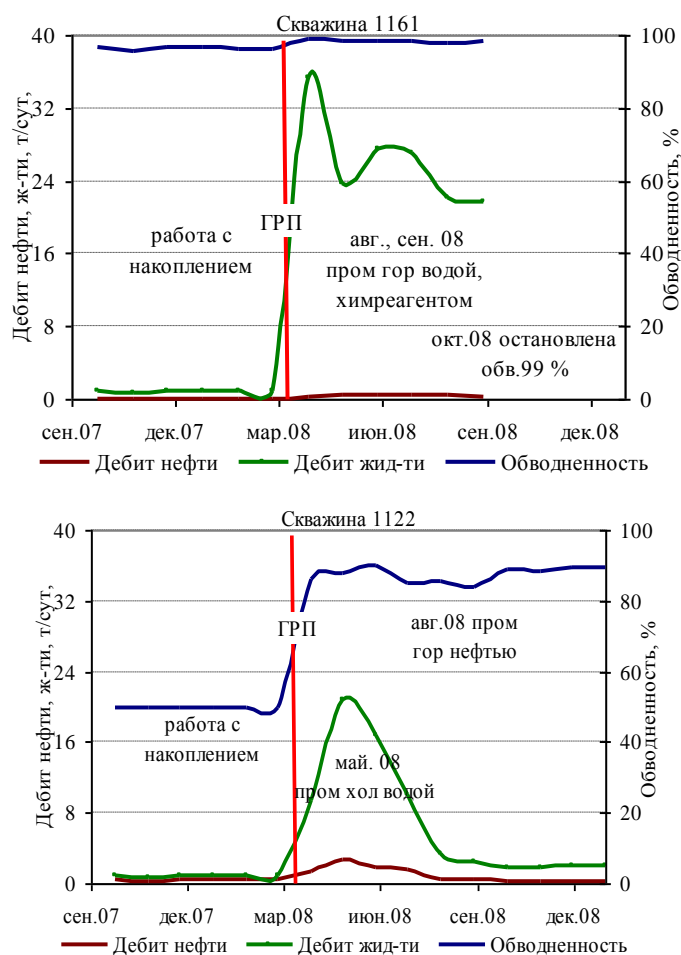 Скважина 1161
40
32
24
16
8
0
Дебит нефти, ж-ти, т/сут,
100
80
60
40
20
0
Обводненность, %
ГРП
работа с
накоплением
авг., сен. 08
пром гор водой,
химреагентом
окт.08 остановлена
обв.99 %
сен.07 дек.07 мар.08 июн.08 сен.08 дек.08
Дебит нефти Дебит жид-ти Обводненность
Скважина 1122
40
32
24
16
8
0
Дебит нефти, ж-ти, т/сут,
100
80
60
40
20
0
Обводненность, %
ГРП
авг.08 пром
гор нефтью
работа с
накоплением
май. 08
пром хол водой
сен.07 дек.07 мар.08 июн.08 сен.08 дек.08
Дебит нефти Дебит жид-ти Обводненность